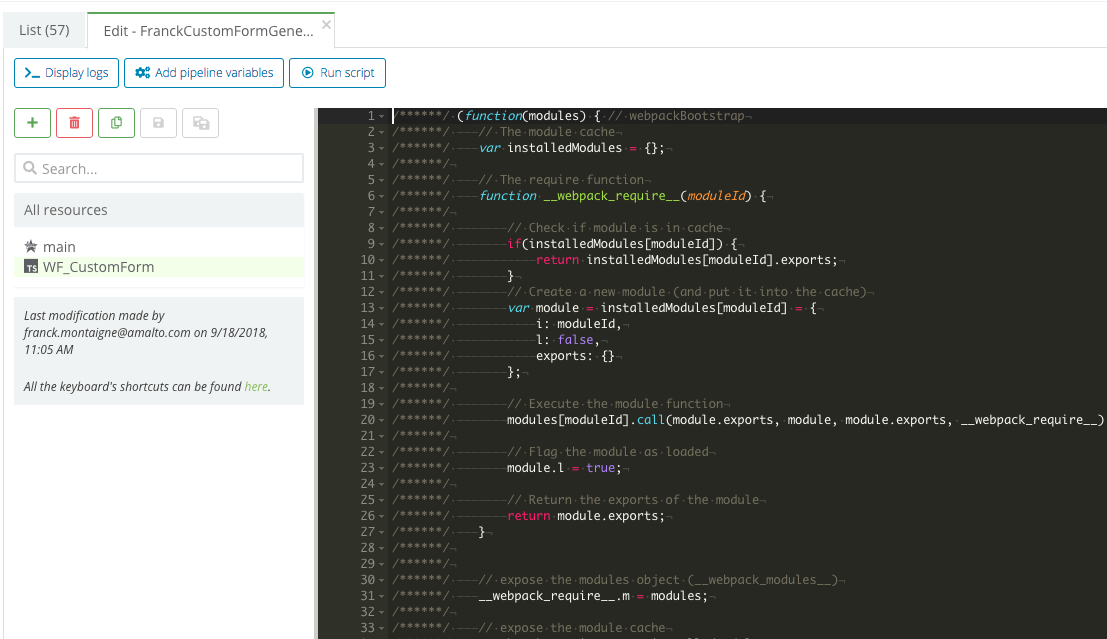 List (57)
Edit - FranckCustomFormGene...
Display logs
Add pipeline variables
Run script
Search...
All resources
main
TS WF_CustomForm
Last modification made by
franck.montaigne@amalto.com on 9/18/2018,
11:05 AM
All the keyboard's shortcuts can be found here.
1 /******/ (function(modules) { // webpackBootstrap
2 /******/ // The module cache
3 /******/ var installedModules = {};
4 /******/
5 /******/ // The require function
6 /******/ function __webpack_require__(moduleId) {
7 /******/
8 /******/ // Check if module is in cache
9 /******/ if(installedModules[moduleId]) {
10 /******/ return installedModules[moduleId].exports;
11 /******/ }
12 /******/ // Create a new module (and put it into the cache)
13 /******/ var module = installedModules[moduleId] = {
14 /******/ i: moduleId,
15 /******/ l: false,
16 /******/ exports: {}
17 /******/ };
18 /******/
19 /******/ // Execute the module function
20 /******/ modules[moduleId].call(module.exports, module, module.exports, __webpack_require__)
21 /******/
22 /******/ // Flag the module as loaded
23 /******/ module.l = true;
24 /******/
25 /******/ // Return the exports of the module
26 /******/ return module.exports;
27 /******/ }
28 /******/
29 /******/
30 /******/ // expose the modules object (__webpack_modules__)
31 /******/ __webpack_require__.m = modules;
32 /******/
33 /******/ // expose the module cache